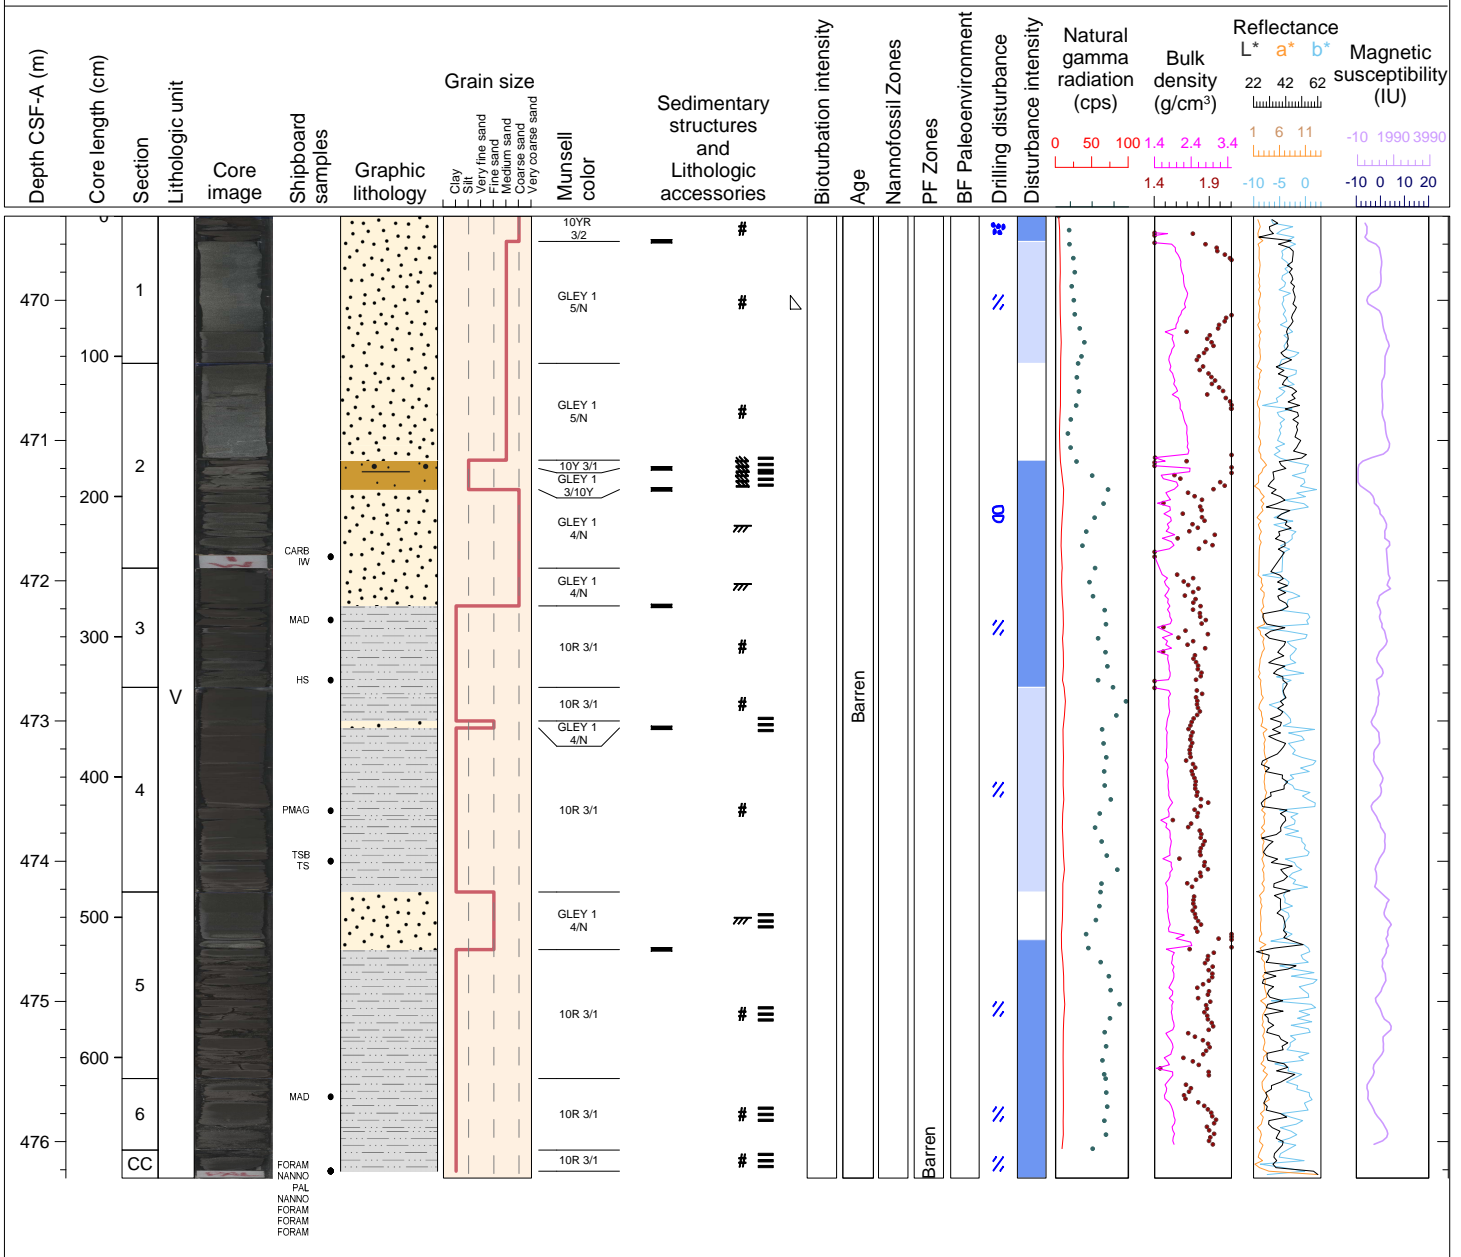 Depth CSF-A (m)
Core length (cm)
Section
Lithologic unit
Core
image
Shipboard
samples
Graphic
lithology
Grain size
Clay
Silt
Very fine sand
Fine sand
Medium sand
Coarse sand
Very coarse sand
Munsell
color
Sedimentary
structures
and
Lithologic
accessories
Bioturbation intensity
Age
Nannofossil Zones
PF Zones
BF Paleoenvironment
Drilling disturbance
Disturbance intensity
Natural
gamma
radiation
(cps)
0 50 100
Bulk
density
(g/cm³)
1.4 2.4 3.4
1.4 1.9
Reflectance
L* a* b*
22 42 62
1 6 11
-10 -5 0
Magnetic
susceptibility
(IU)
-10 1990 3990
-10 0 10 20
470
471
472
473
474
475
476
0
100
200
300
400
500
600
1
2
3
4
5
6
CC
V
CARB
IW
MAD
HS
PMAG
TSB
TS
MAD
FORAM
NANNO
PAL
NANNO
FORAM
FORAM
FORAM
10YR
3/2
GLEY 1
5/N
GLEY 1
5/N
10Y 3/1
GLEY 1
3/10Y
GLEY 1
4/N
GLEY 1
4/N
10R 3/1
10R 3/1
GLEY 1
4/N
10R 3/1
GLEY 1
4/N
10R 3/1
10R 3/1
10R 3/1
Barren
Barren